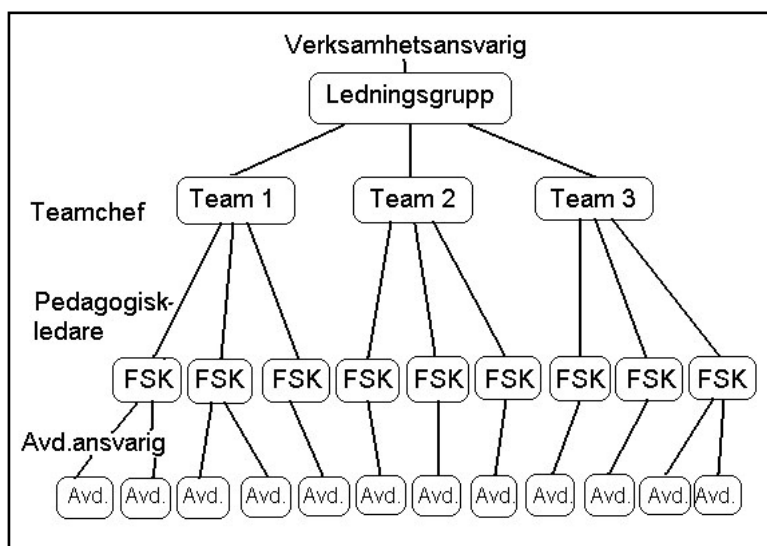 Verksamhetsansvarig
Ledningsgrupp
Teamchef
Team 1 Team 2 Team 3
Pedagogisk-
ledare
FSK FSK FSK FSK FSK FSK FSK FSK FSK
Avd.ansvarig
Avd. Avd. Avd. Avd. Avd. Avd. Avd. Avd. Avd. Avd. Avd. Avd.